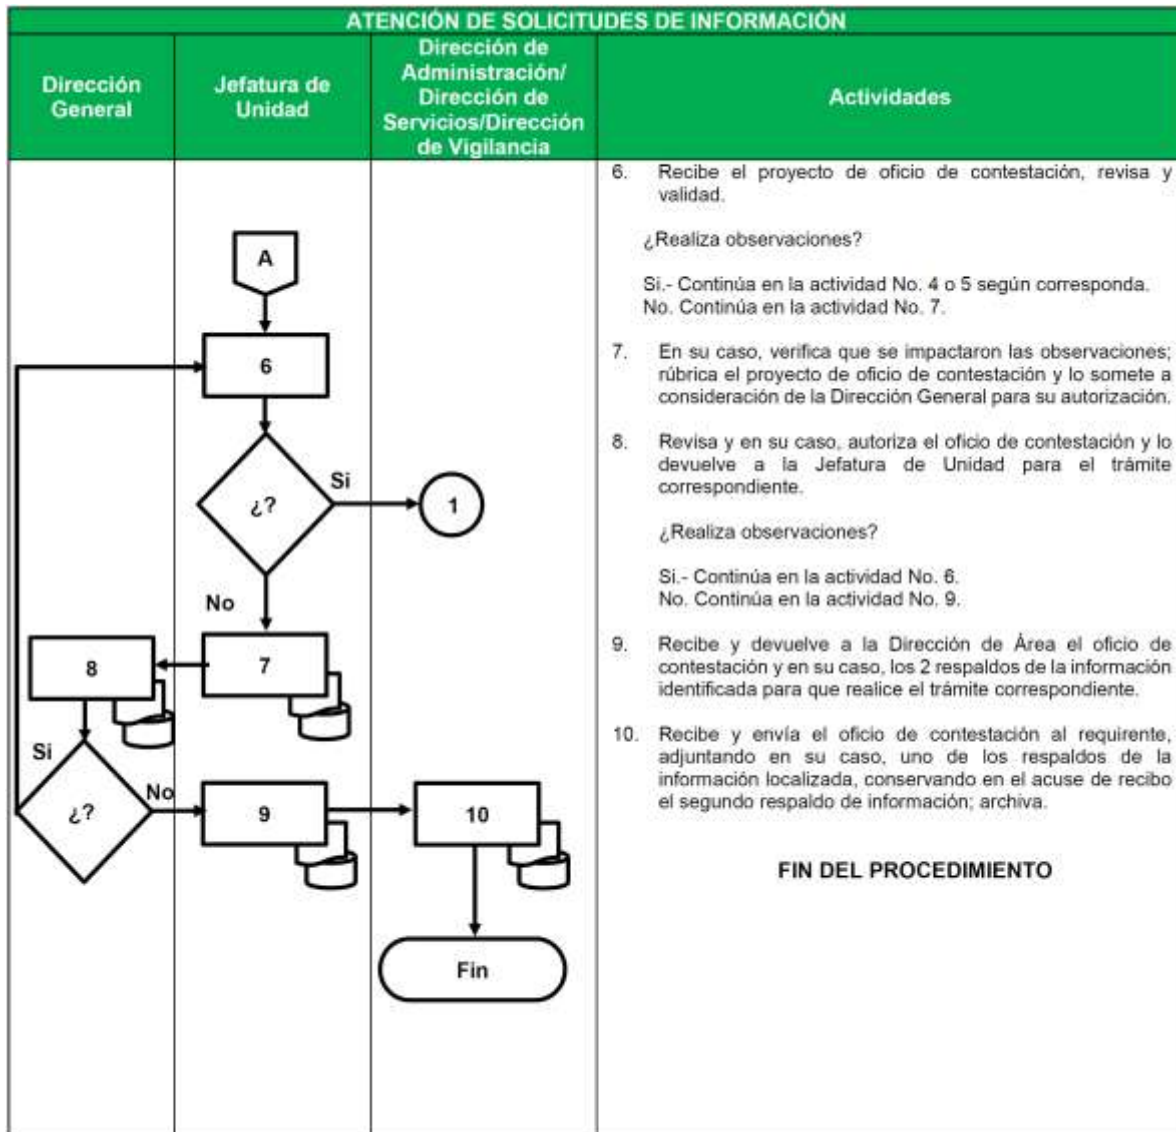 ATENCIÓN DE SOLICITUDES DE INFORMACIÓN
Dirección
General
Jefatura de
Unidad
Dirección de
Administración/
Dirección de
Servicios/Dirección
de Vigilancia
Actividades
A
6
¿?
Si
1
No
7
8
Si
¿?
No
9
10
Fin
6. Recibe el proyecto de oficio de contestación, revisa y
validad.
¿Realiza observaciones?
Si.- Continúa en la actividad No. 4 o 5 según corresponda.
No. Continúa en la actividad No. 7.
7. En su caso, verifica que se impactaron las observaciones;
rúbrica el proyecto de oficio de contestación y lo somete a
consideración de la Dirección General para su autorización.
8. Revisa y en su caso, autoriza el oficio de contestación y lo
devuelve a la Jefatura de Unidad para el trámite
correspondiente.
¿Realiza observaciones?
Si.- Continúa en la actividad No. 6.
No. Continúa en la actividad No. 9.
9. Recibe y devuelve a la Dirección de Área el oficio de
contestación y en su caso, los 2 respaldos de la información
identificada para que realice el trámite correspondiente.
10. Recibe y envía el oficio de contestación al requirente,
adjuntando en su caso, uno de los respaldos de la
información localizada, conservando en el acuse de recibo
el segundo respaldo de información; archiva.
FIN DEL PROCEDIMIENTO